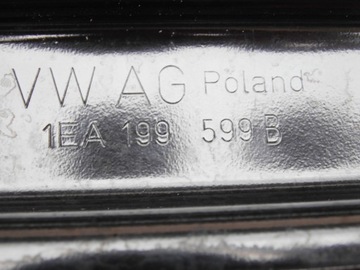 VW AG Poland
1EA 199 599 B